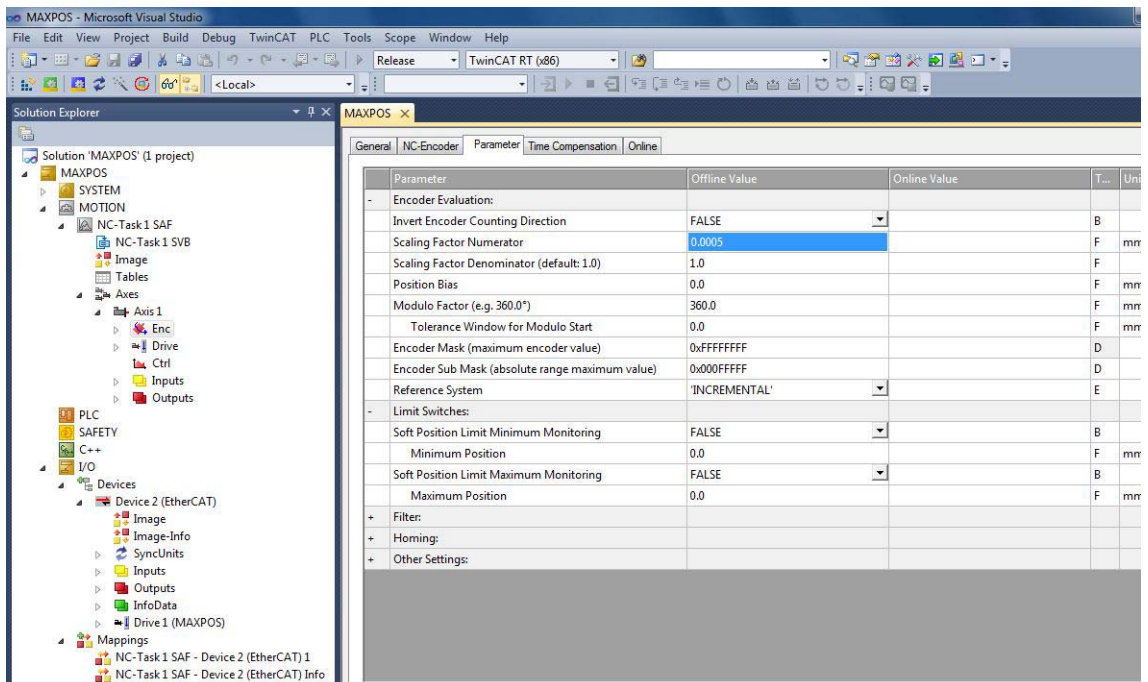 MAXPOS - Microsoft Visual Studio
File Edit View Project Build Debug TwinCAT PLC Tools Scope Window Help
Release TwinCAT RT (x86)
<Local>
Solution Explorer
MAXPOS
Solution 'MAXPOS' (1 project)
MAXPOS
SYSTEM
MOTION
NC-Task 1 SAF
NC-Task 1 SVB
Image
Tables
Axes
Axis 1
Enc
Drive
Ctrl
Inputs
Outputs
PLC
SAFETY
C++
I/O
Devices
Device 2 (EtherCAT)
Image
Image-Info
SyncUnits
Inputs
Outputs
InfoData
Drive 1 (MAXPOS)
Mappings
NC-Task 1 SAF - Device 2 (EtherCAT) 1
NC-Task 1 SAF - Device 2 (EtherCAT) Info
General NC-Encoder Parameter Time Compensation Online
Parameter Offline Value Online Value T... Uni
- Encoder Evaluation:
Invert Encoder Counting Direction FALSE B
Scaling Factor Numerator 0.0005 F mm
Scaling Factor Denominator (default: 1.0) 1.0 F
Position Bias 0.0 F mm
Modulo Factor (e.g. 360.0°) 360.0 F mm
Tolerance Window for Modulo Start 0.0 F mm
Encoder Mask (maximum encoder value) 0xFFFFFFFF D
Encoder Sub Mask (absolute range maximum value) 0x000FFFFF D
Reference System 'INCREMENTAL' E
- Limit Switches:
Soft Position Limit Minimum Monitoring FALSE B
Minimum Position 0.0 F mm
Soft Position Limit Maximum Monitoring FALSE B
Maximum Position 0.0 F mm
+ Filter:
+ Homing:
+ Other Settings: